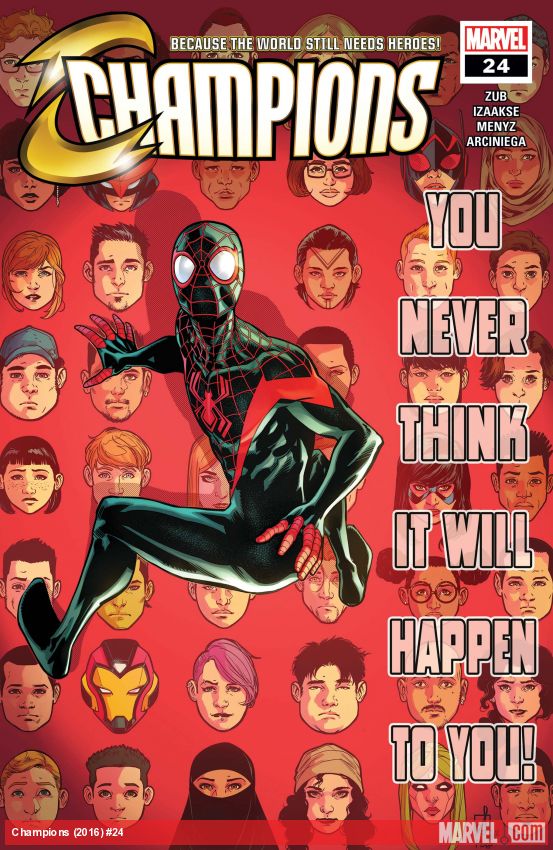 BECAUSE THE WORLD STILL NEEDS HEROES!
CHAMPIONS
MARVEL
24
ZUB
IZAAKSE
MENYZ
ARCINIEGA
YOU
NEVER
THINK
IT WILL
HAPPEN
TO YOU!
Champions (2016) #24
MARVEL.com